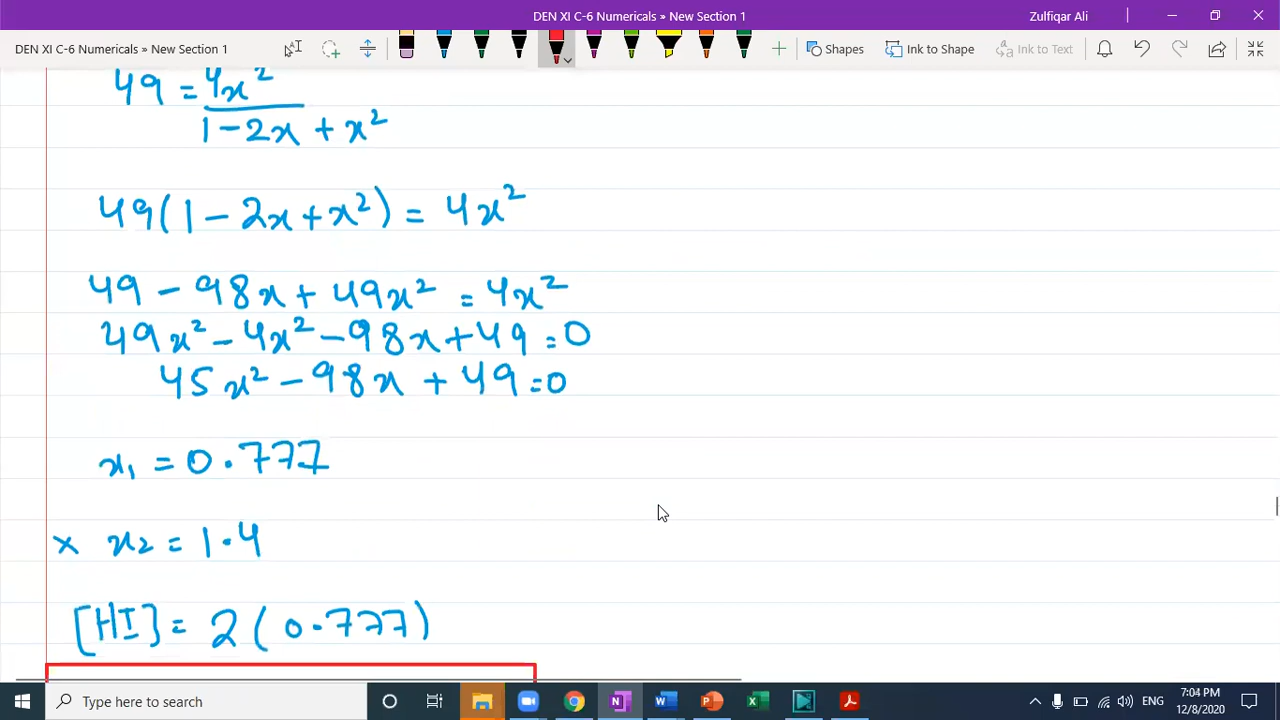 DEN XI C-6 Numericals » New Section 1
Zulfiqar Ali
DEN XI C-6 Numericals » New Section 1
Shapes
Ink to Shape
Ink to Text
49 = 4x²
1 - 2x + x²
49(1 - 2x + x²) = 4x²
49 - 98x + 49x² = 4x²
49x² - 4x² - 98x + 49 = 0
45x² - 98x + 49 = 0
x₁ = 0.777
× x₂ = 1.4
[HI] = 2(0.777)
Type here to search
ENG
7:04 PM
12/8/2020